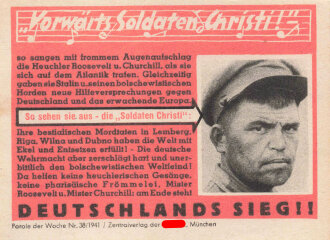 „Vorwärts Soldaten Christi!“
so sangen mit frommem Augenaufschlag
die Heuchler Roosevelt u. Churchill, als sie
sich auf dem Atlantik trafen. Gleichzeitig
gaben sie Stalin u. seinen bolschewistischen
Horden neue Hilfeversprechungen gegen
Deutschland und das erwachende Europa.
So sehen sie aus - die „Soldaten Christi“:
Ihre bestialischen Mordtaten in Lemberg,
Riga, Wilna und Dubno haben die Welt mit
Ekel und Entsetzen erfüllt! - Die deutsche
Wehrmacht aber zerschlägt hart und uner-
bittlich den bolschewistischen Weltfeind!
Da helfen keine heuchlerischen Gesänge,
keine pharisäische Frömmelei, Mister
Roosevelt u. Mister Churchill: am Ende steht
DEUTSCHLANDS SIEG!!
Parole der Woche Nr. 38/1941 / Zentralverlag der München